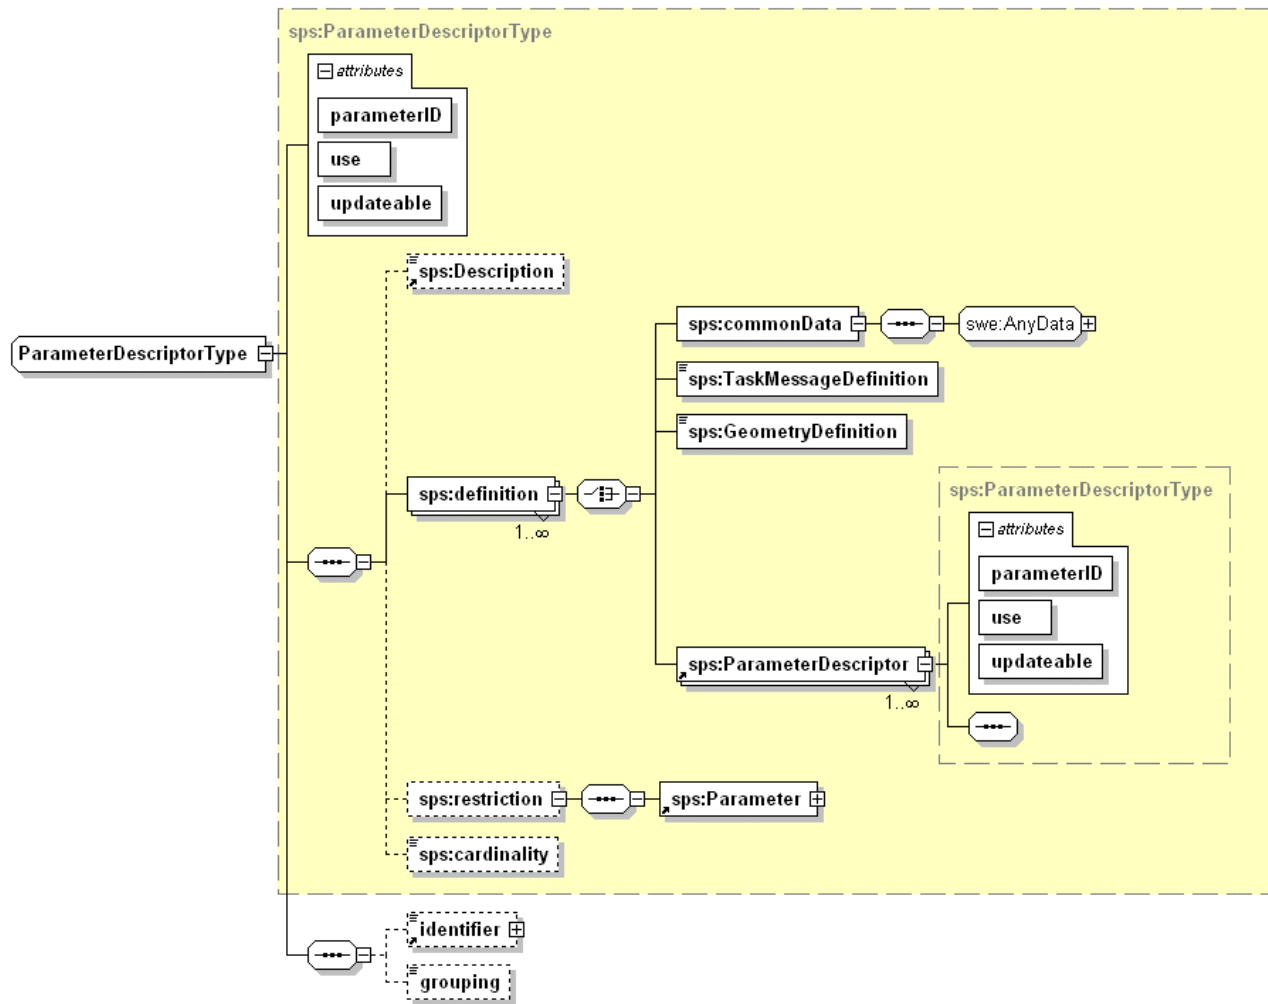 sps:ParameterDescriptorType
attributes
parameterID
use
updateable
sps:Description
sps:commonData
swe:AnyData
ParameterDescriptorType
sps:TaskMessageDefinition
sps:GeometryDefinition
sps:definition
1..∞
sps:ParameterDescriptorType
attributes
parameterID
use
updateable
sps:ParameterDescriptor
1..∞
sps:restriction
sps:Parameter
sps:cardinality
identifier
grouping